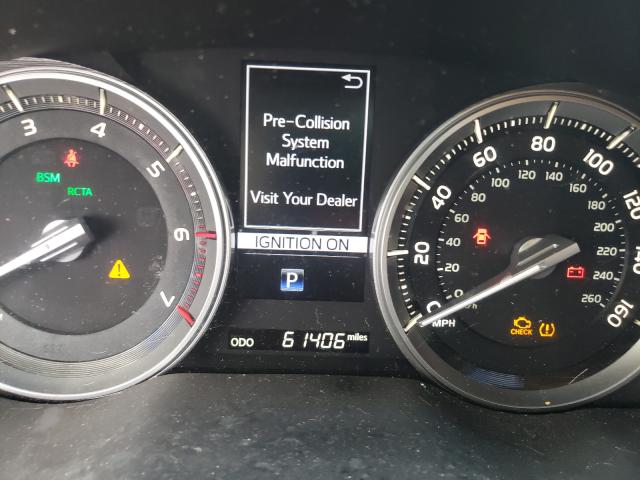 Pre-Collision
System
Malfunction
Visit Your Dealer
IGNITION ON
P
ODO 61406 miles
3
4
5
6
7
BSM
RCTA
0
20
40
60
80
100
120
140
160
MPH
0
20
40
60
80
100
120
140
160
180
200
220
240
260
CHECK